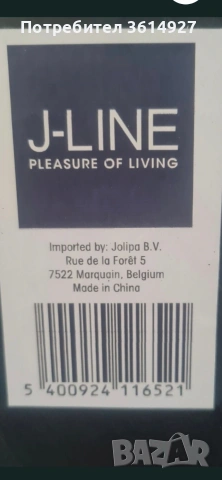 Потребител 3614927
J-LINE
PLEASURE OF LIVING
Imported by: Jolipa B.V.
Rue de la Forêt 5
7522 Marquain, Belgium
Made in China
5 400924 116521
BAZAR